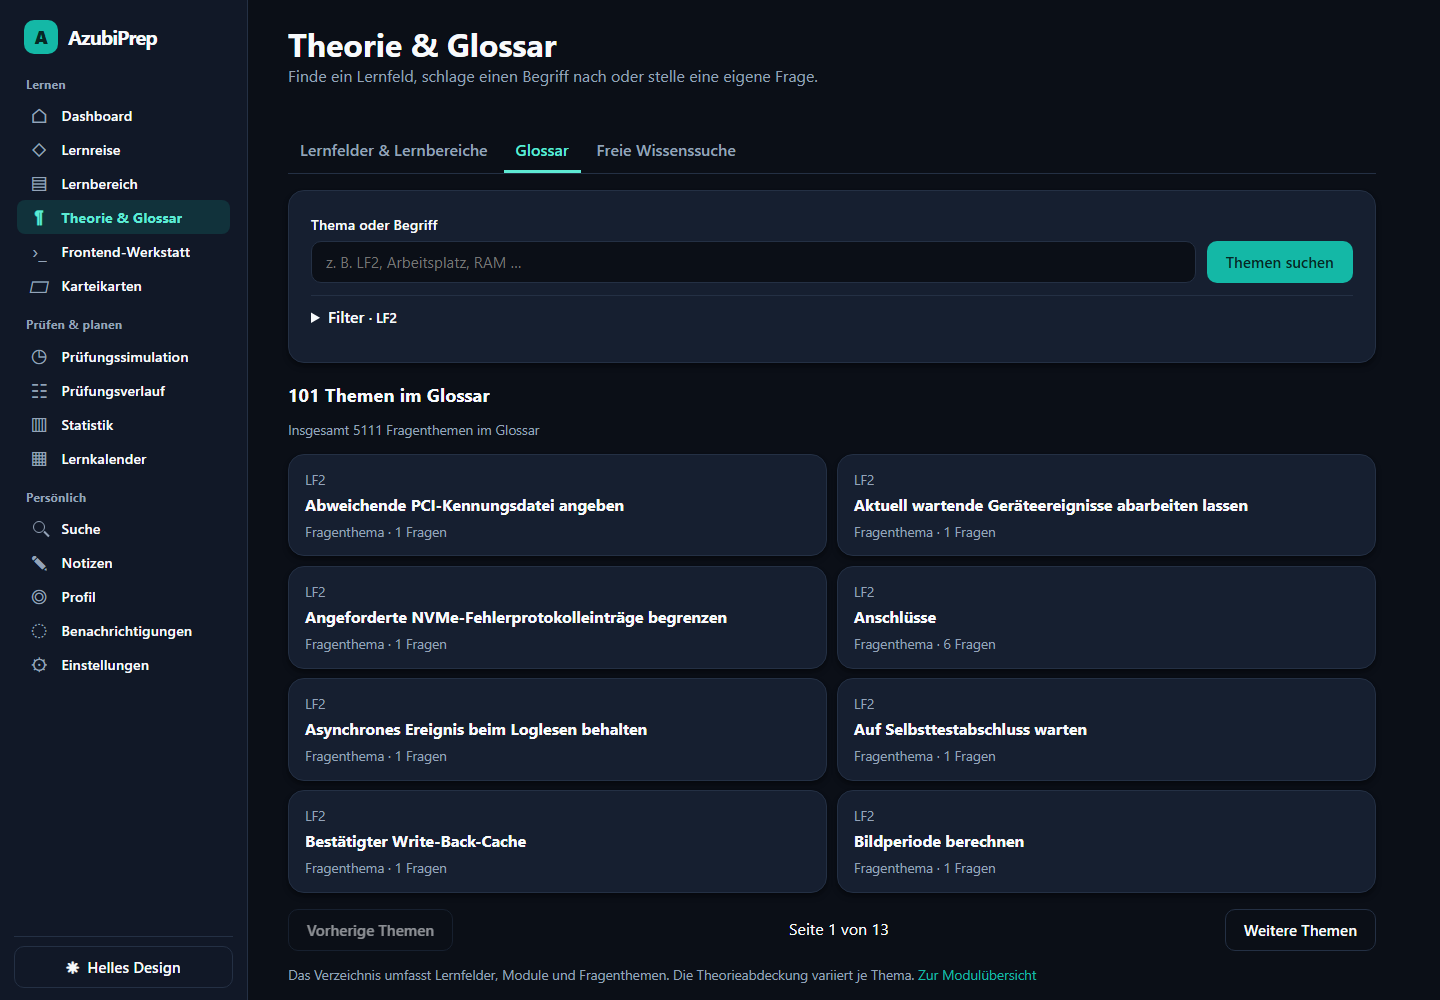 A AzubiPrep
Lernen
Dashboard
Lernreise
Lernbereich
¶ Theorie & Glossar
›_ Frontend-Werkstatt
Karteikarten
Prüfen & planen
Prüfungssimulation
Prüfungsverlauf
Statistik
Lernkalender
Persönlich
Suche
Notizen
Profil
Benachrichtigungen
Einstellungen
Helles Design
Theorie & Glossar
Finde ein Lernfeld, schlage einen Begriff nach oder stelle eine eigene Frage.
Lernfelder & Lernbereiche Glossar Freie Wissenssuche
Thema oder Begriff
z. B. LF2, Arbeitsplatz, RAM ... Themen suchen
Filter · LF2
101 Themen im Glossar
Insgesamt 5111 Fragenthemen im Glossar
LF2
Abweichende PCI-Kennungsdatei angeben
Fragenthema · 1 Fragen
LF2
Aktuell wartende Geräteereignisse abarbeiten lassen
Fragenthema · 1 Fragen
LF2
Angeforderte NVMe-Fehlerprotokolleinträge begrenzen
Fragenthema · 1 Fragen
LF2
Anschlüsse
Fragenthema · 6 Fragen
LF2
Asynchrones Ereignis beim Loglesen behalten
Fragenthema · 1 Fragen
LF2
Auf Selbsttestabschluss warten
Fragenthema · 1 Fragen
LF2
Bestätigter Write-Back-Cache
Fragenthema · 1 Fragen
LF2
Bildperiode berechnen
Fragenthema · 1 Fragen
Vorherige Themen Seite 1 von 13 Weitere Themen
Das Verzeichnis umfasst Lernfelder, Module und Fragenthemen. Die Theorieabdeckung variiert je Thema. Zur Modulübersicht